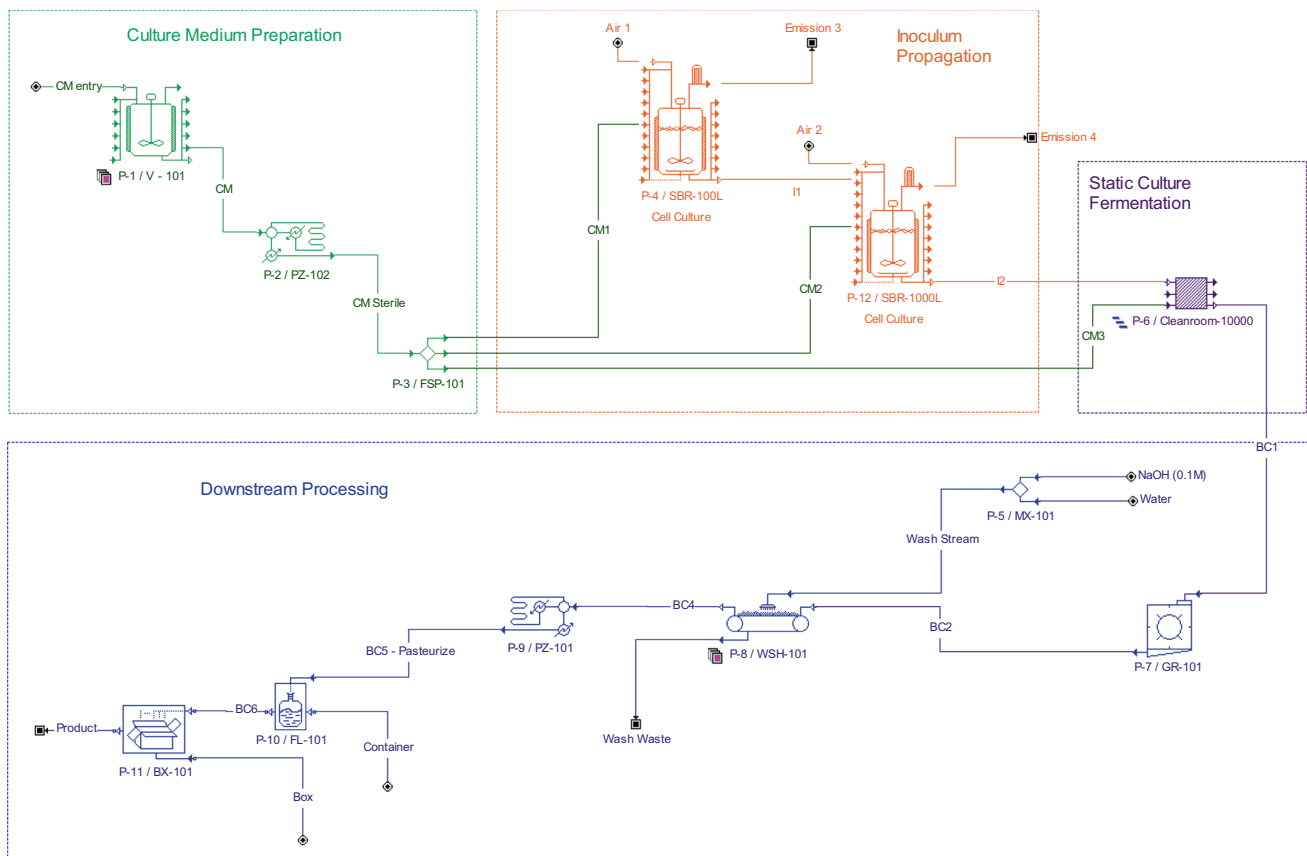 Culture Medium Preparation
CM entry
P-1 / V - 101
CM
P-2 / PZ-102
CM Sterile
P-3 / FSP-101
Inoculum
Propagation
Air 1
Emission 3
P-4 / SBR-100L
Cell Culture
CM1
I1
Air 2
Emission 4
P-12 / SBR-1000L
Cell Culture
CM2
I2
Static Culture
Fermentation
P-6 / Cleanroom-10000
CM3
BC1
Downstream Processing
NaOH (0.1M)
Water
P-5 / MX-101
Wash Stream
P-7 / GR-101
BC2
P-8 / WSH-101
Wash Waste
BC4
P-9 / PZ-101
BC5 - Pasteurize
P-10 / FL-101
Container
BC6
P-11 / BX-101
Box
Product